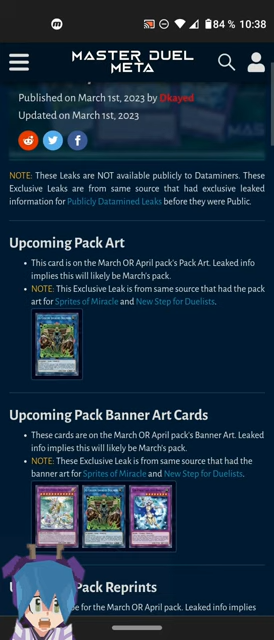 84 % 10:38
MASTER DUEL
META
Published on March 1st, 2023 by Dkayed
Updated on March 1st, 2023
NOTE: These Leaks are NOT available publicly to Dataminers. These
Exclusive Leaks are from same source that had exclusive leaked
information for Publicly Datamined Leaks before they were Public.
Upcoming Pack Art
• This card is on the March OR April pack's Pack Art. Leaked info
implies this will likely be March's pack.
• NOTE: This Exclusive Leak is from same source that had the pack
art for Sprites of Miracle and New Step for Duelists.
Upcoming Pack Banner Art Cards
• These cards are on the March OR April pack's Banner Art. Leaked
info implies this will likely be March's pack.
• NOTE: These Exclusive Leak is from same source that had the
banner art for Sprites of Miracle and New Step for Duelists.
Pack Reprints
be for the March OR April pack. Leaked info implies